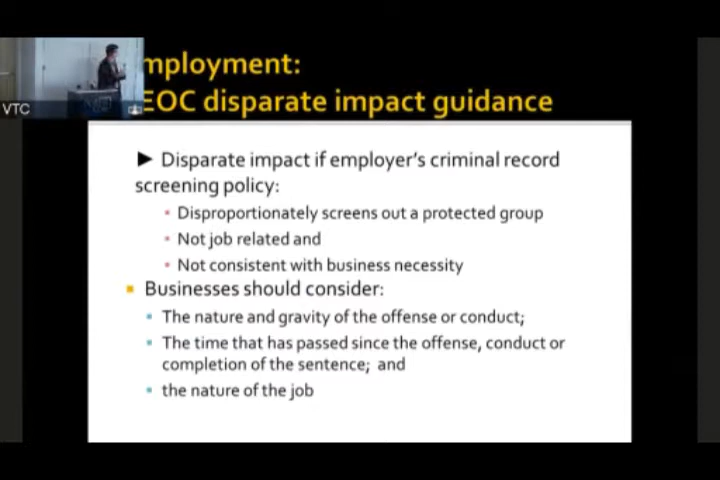 mployment:
EOC disparate impact guidance
VTC
► Disparate impact if employer's criminal record
screening policy:
▪ Disproportionately screens out a protected group
▪ Not job related and
▪ Not consistent with business necessity
▪ Businesses should consider:
▪ The nature and gravity of the offense or conduct;
▪ The time that has passed since the offense, conduct or
completion of the sentence; and
▪ the nature of the job